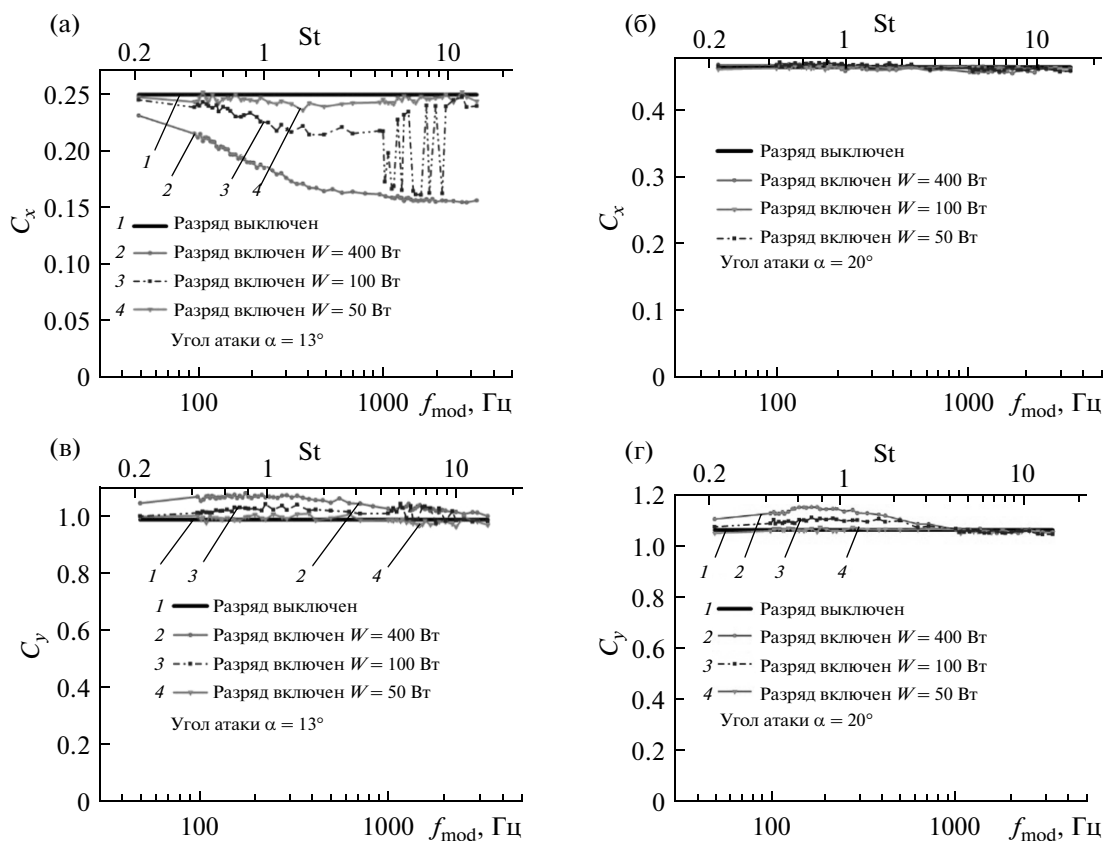 (а)
St
0.2 1 10
0.25
0.20
0.15
0.10
0.05
0
C_x
1 2 3 4
1 Разряд выключен
2 Разряд включен W = 400 Вт
3 Разряд включен W = 100 Вт
4 Разряд включен W = 50 Вт
Угол атаки α = 13°
100 1000 f_mod, Гц
(б)
St
0.2 1 10
0.4
0.3
0.2
0.1
0
C_x
Разряд выключен
Разряд включен W = 400 Вт
Разряд включен W = 100 Вт
Разряд включен W = 50 Вт
Угол атаки α = 20°
100 1000 f_mod, Гц
(в)
St
0.2 1 10
1.0
0.8
0.6
0.4
0.2
0
C_y
1 3 2 4
1 Разряд выключен
2 Разряд включен W = 400 Вт
3 Разряд включен W = 100 Вт
4 Разряд включен W = 50 Вт
Угол атаки α = 13°
100 1000 f_mod, Гц
(г)
St
0.2 1 10
1.2
1.0
0.8
0.6
0.4
0.2
0
C_y
1 2 3 4
1 Разряд выключен
2 Разряд включен W = 400 Вт
3 Разряд включен W = 100 Вт
4 Разряд включен W = 50 Вт
Угол атаки α = 20°
100 1000 f_mod, Гц